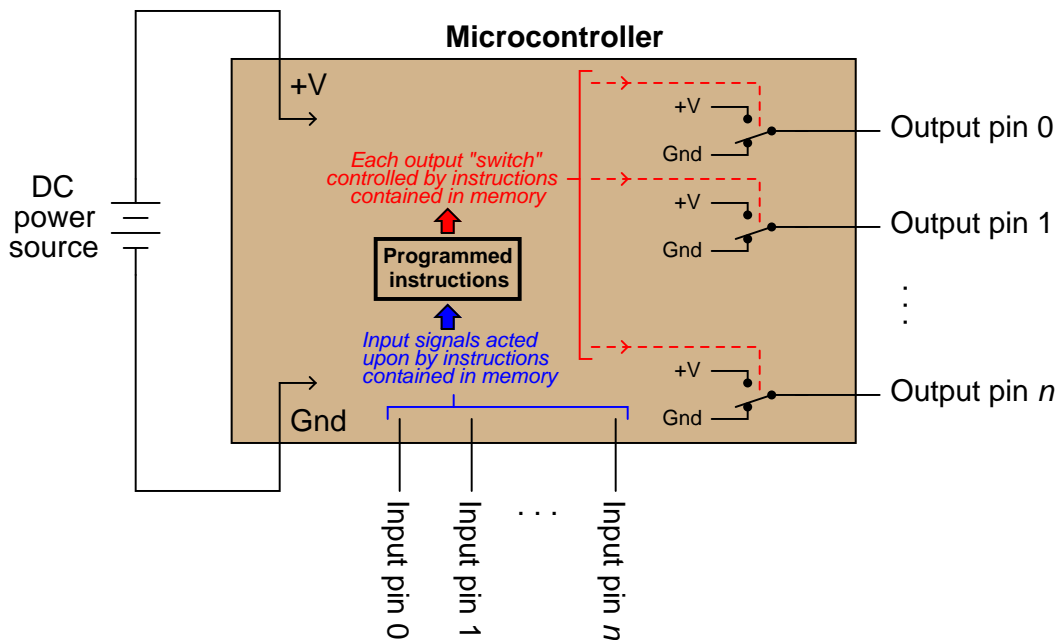 Microcontroller
DC
power
source
+V
Gnd
Each output "switch"
controlled by instructions
contained in memory
Programmed
instructions
Input signals acted
upon by instructions
contained in memory
+V
Gnd
Output pin 0
+V
Gnd
Output pin 1
. . .
+V
Gnd
Output pin n
Input pin 0
Input pin 1
. . .
Input pin n